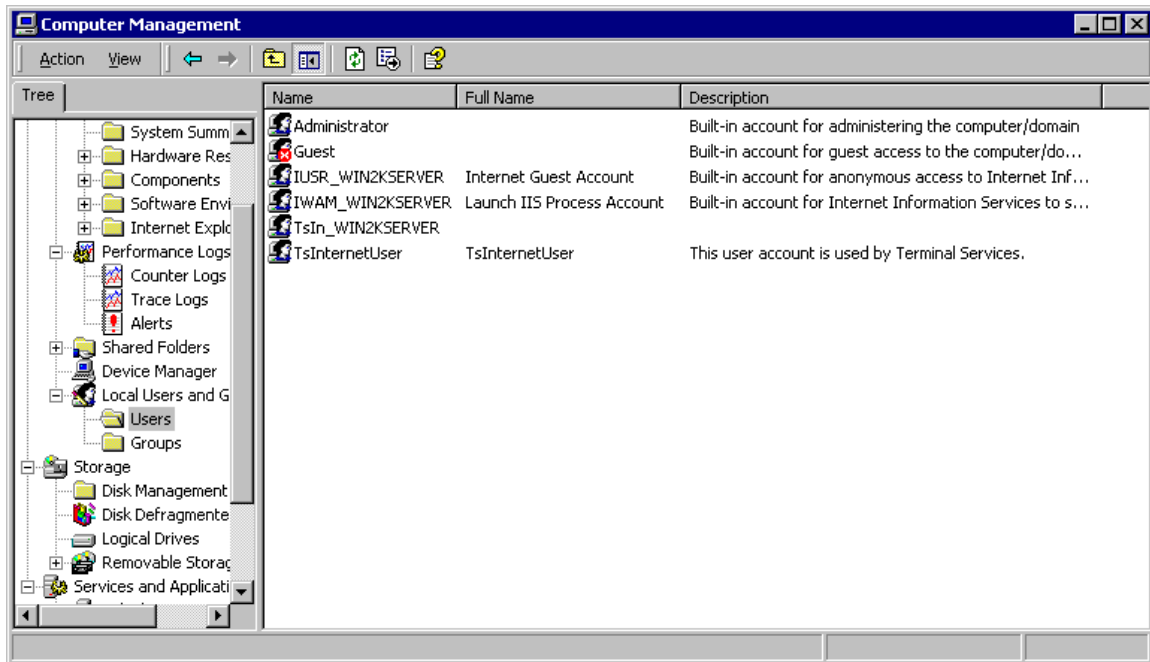 Computer Management
Action View
Tree
Name Full Name Description
System Summ
Hardware Res
Components
Software Envi
Internet Explo
Performance Logs
Counter Logs
Trace Logs
Alerts
Shared Folders
Device Manager
Local Users and G
Users
Groups
Storage
Disk Management
Disk Defragmente
Logical Drives
Removable Storag
Services and Applicati
Administrator Built-in account for administering the computer/domain
Guest Built-in account for guest access to the computer/do...
IUSR_WIN2KSERVER Internet Guest Account Built-in account for anonymous access to Internet Inf...
IWAM_WIN2KSERVER Launch IIS Process Account Built-in account for Internet Information Services to s...
TsIn_WIN2KSERVER
TsInternetUser TsInternetUser This user account is used by Terminal Services.